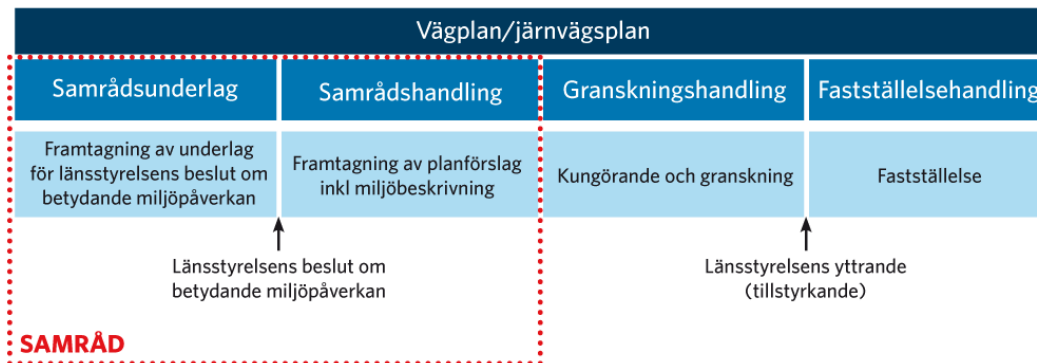 Vägplan/järnvägsplan
Samrådsunderlag
Samrådshandling
Granskningshandling
Fastställelsehandling
Framtagning av underlag
för länsstyrelsens beslut om
betydande miljöpåverkan
Framtagning av planförslag
inkl miljöbeskrivning
Kungörande och granskning
Fastställelse
Länsstyrelsens beslut om
betydande miljöpåverkan
Länsstyrelsens yttrande
(tillstyrkande)
SAMRÅD